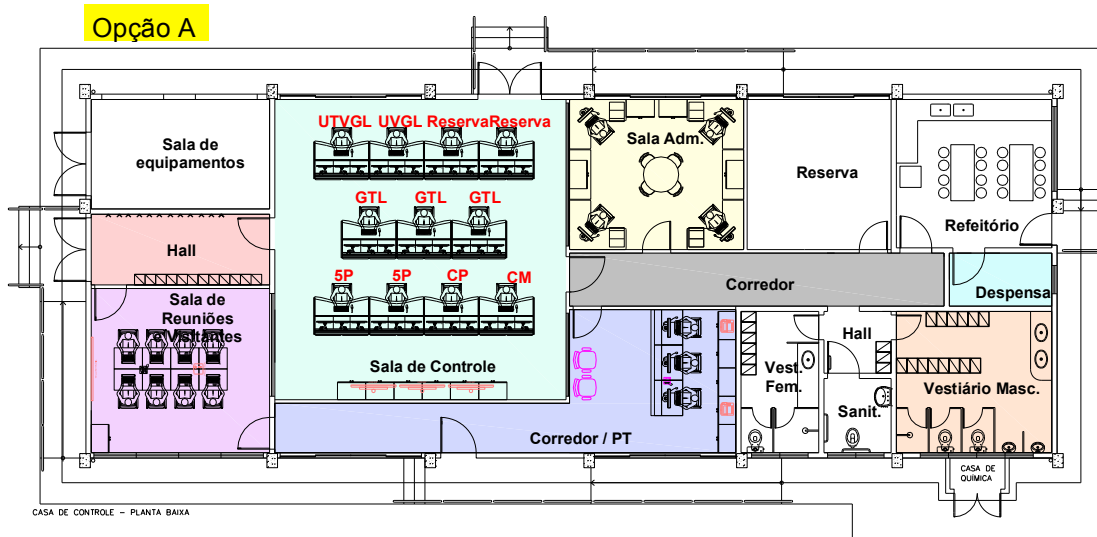 Opção A
UTVGL UVGL Reserva Reserva
Sala de
equipamentos
Sala Adm.
Reserva
GTL GTL GTL
Refeitório
Hall
5P 5P CP CM
Corredor
Despensa
Sala de
Reuniões
e Visitantes
Hall
Sala de Controle
Vest.
Fem.
Vestiário Masc.
Sanit.
Corredor / PT
CASA DE
QUÍMICA
CASA DE CONTROLE - PLANTA BAIXA